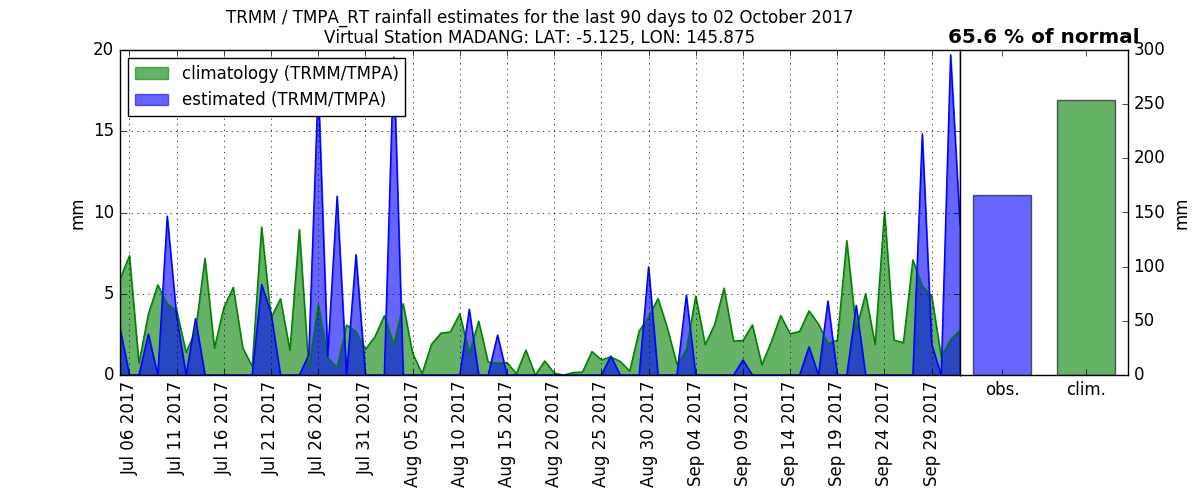 TRMM / TMPA_RT rainfall estimates for the last 90 days to 02 October 2017
Virtual Station MADANG: LAT: -5.125, LON: 145.875
65.6 % of normal
climatology (TRMM/TMPA)
estimated (TRMM/TMPA)
20
15
10
5
0
mm
300
250
200
150
100
50
0
mm
obs.
clim.
Jul 06 2017
Jul 11 2017
Jul 16 2017
Jul 21 2017
Jul 26 2017
Jul 31 2017
Aug 05 2017
Aug 10 2017
Aug 15 2017
Aug 20 2017
Aug 25 2017
Aug 30 2017
Sep 04 2017
Sep 09 2017
Sep 14 2017
Sep 19 2017
Sep 24 2017
Sep 29 2017